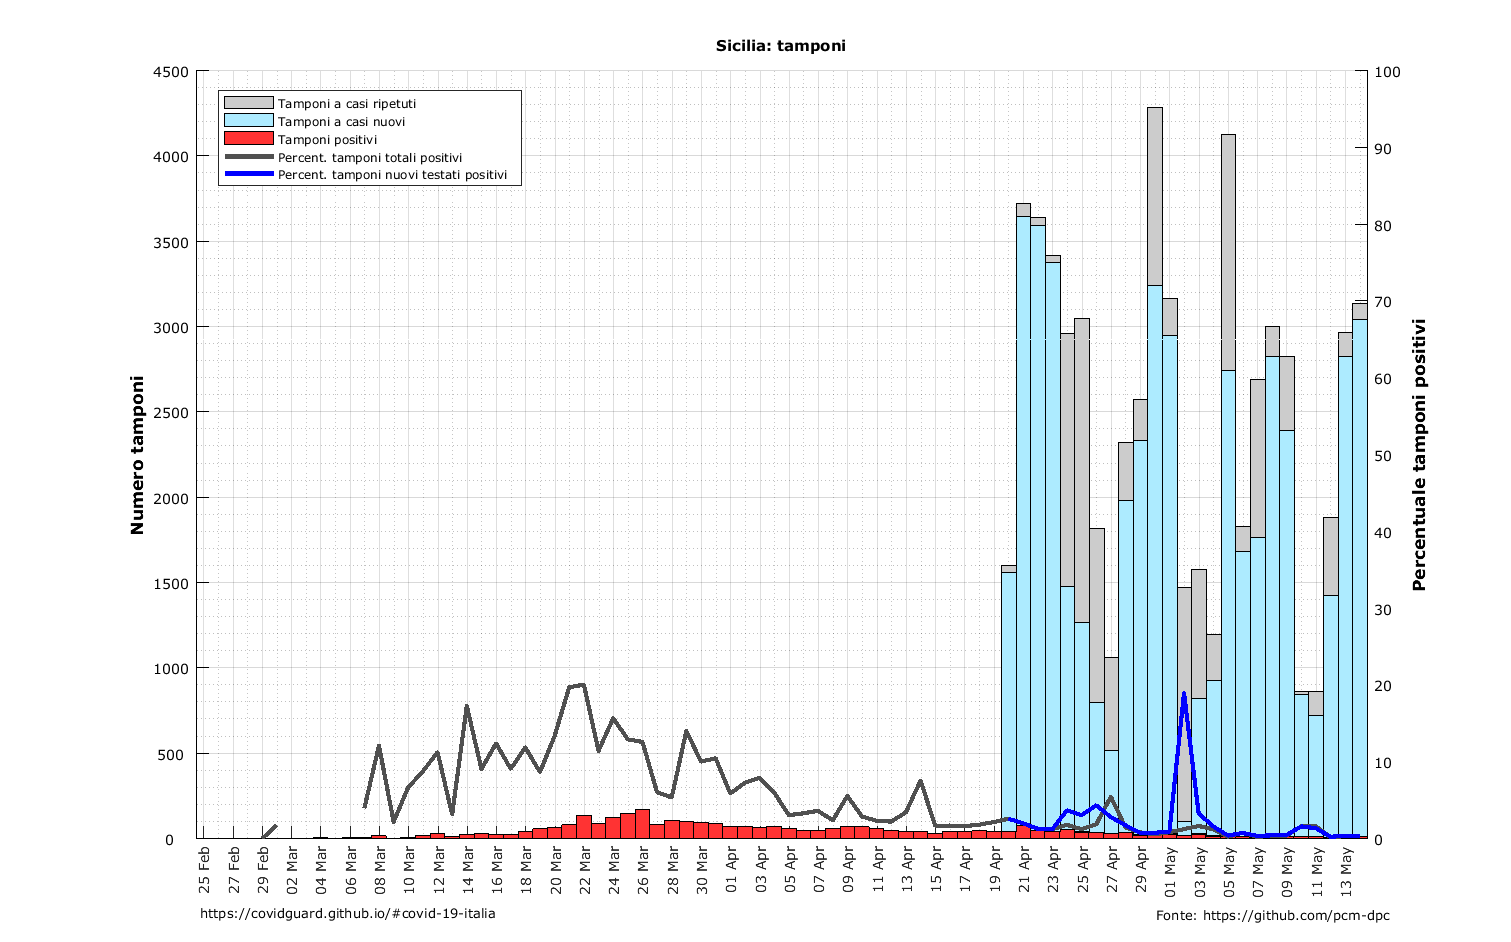 Sicilia: tamponi
4500
4000
3500
3000
2500
2000
1500
1000
500
0
100
90
80
70
60
50
40
30
20
10
0
Numero tamponi
Percentuale tamponi positivi
Tamponi a casi ripetuti
Tamponi a casi nuovi
Tamponi positivi
Percent. tamponi totali positivi
Percent. tamponi nuovi testati positivi
25 Feb
27 Feb
29 Feb
02 Mar
04 Mar
06 Mar
08 Mar
10 Mar
12 Mar
14 Mar
16 Mar
18 Mar
20 Mar
22 Mar
24 Mar
26 Mar
28 Mar
30 Mar
01 Apr
03 Apr
05 Apr
07 Apr
09 Apr
11 Apr
13 Apr
15 Apr
17 Apr
19 Apr
21 Apr
23 Apr
25 Apr
27 Apr
29 Apr
01 May
03 May
05 May
07 May
09 May
11 May
13 May
https://covidguard.github.io/#covid-19-italia
Fonte: https://github.com/pcm-dpc